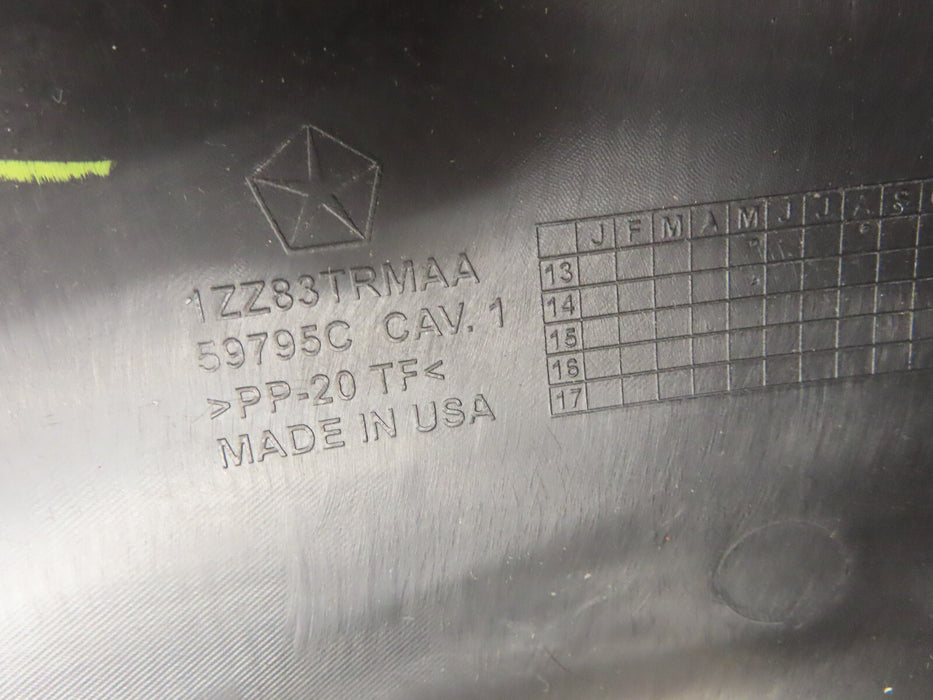 1ZZ83TRMAA
59795C CAV. 1
>PP-20 TF<
MADE IN USA
J F M A M J J A S
13
14
15
16
17